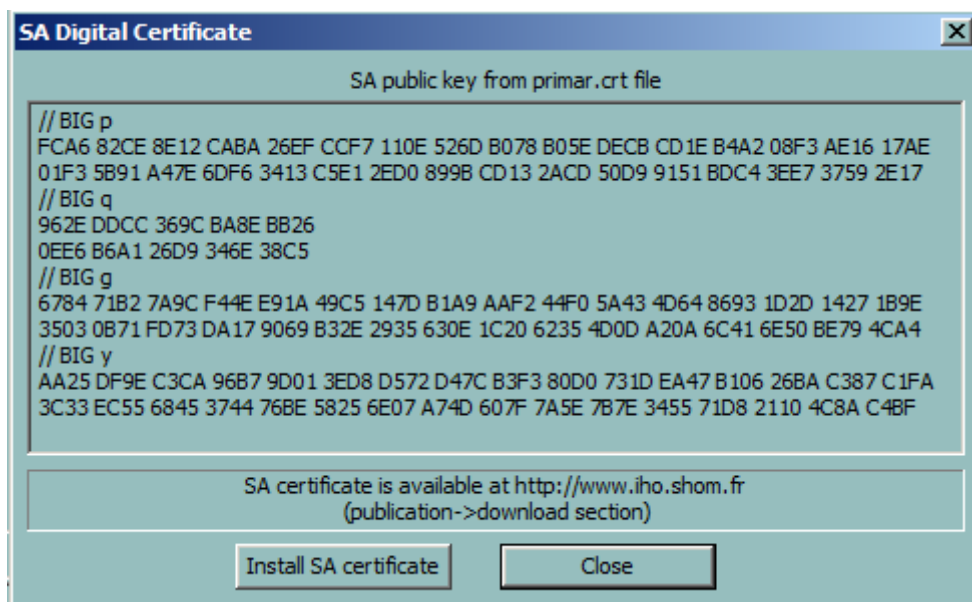 SA Digital Certificate
SA public key from primar.crt file
// BIG p
FCA6 82CE 8E12 CABA 26EF CCF7 110E 526D B078 B05E DECB CD1E B4A2 08F3 AE16 17AE
01F3 5B91 A47E 6DF6 3413 C5E1 2ED0 899B CD13 2ACD 50D9 9151 BDC4 3EE7 3759 2E17
// BIG q
962E DDCC 369C BA8E BB26
0EE6 B6A1 26D9 346E 38C5
// BIG g
6784 71B2 7A9C F44E E91A 49C5 147D B1A9 AAF2 44F0 5A43 4D64 8693 1D2D 1427 1B9E
3503 0B71 FD73 DA17 9069 B32E 2935 630E 1C20 6235 4D0D A20A 6C41 6E50 BE79 4CA4
// BIG y
AA25 DF9E C3CA 96B7 9D01 3ED8 D572 D47C B3F3 80D0 731D EA47 B106 26BA C387 C1FA
3C33 EC55 6845 3744 76BE 5825 6E07 A74D 607F 7A5E 7B7E 3455 71D8 2110 4C8A C4BF
SA certificate is available at http://www.iho.shom.fr
(publication->download section)
Install SA certificate
Close